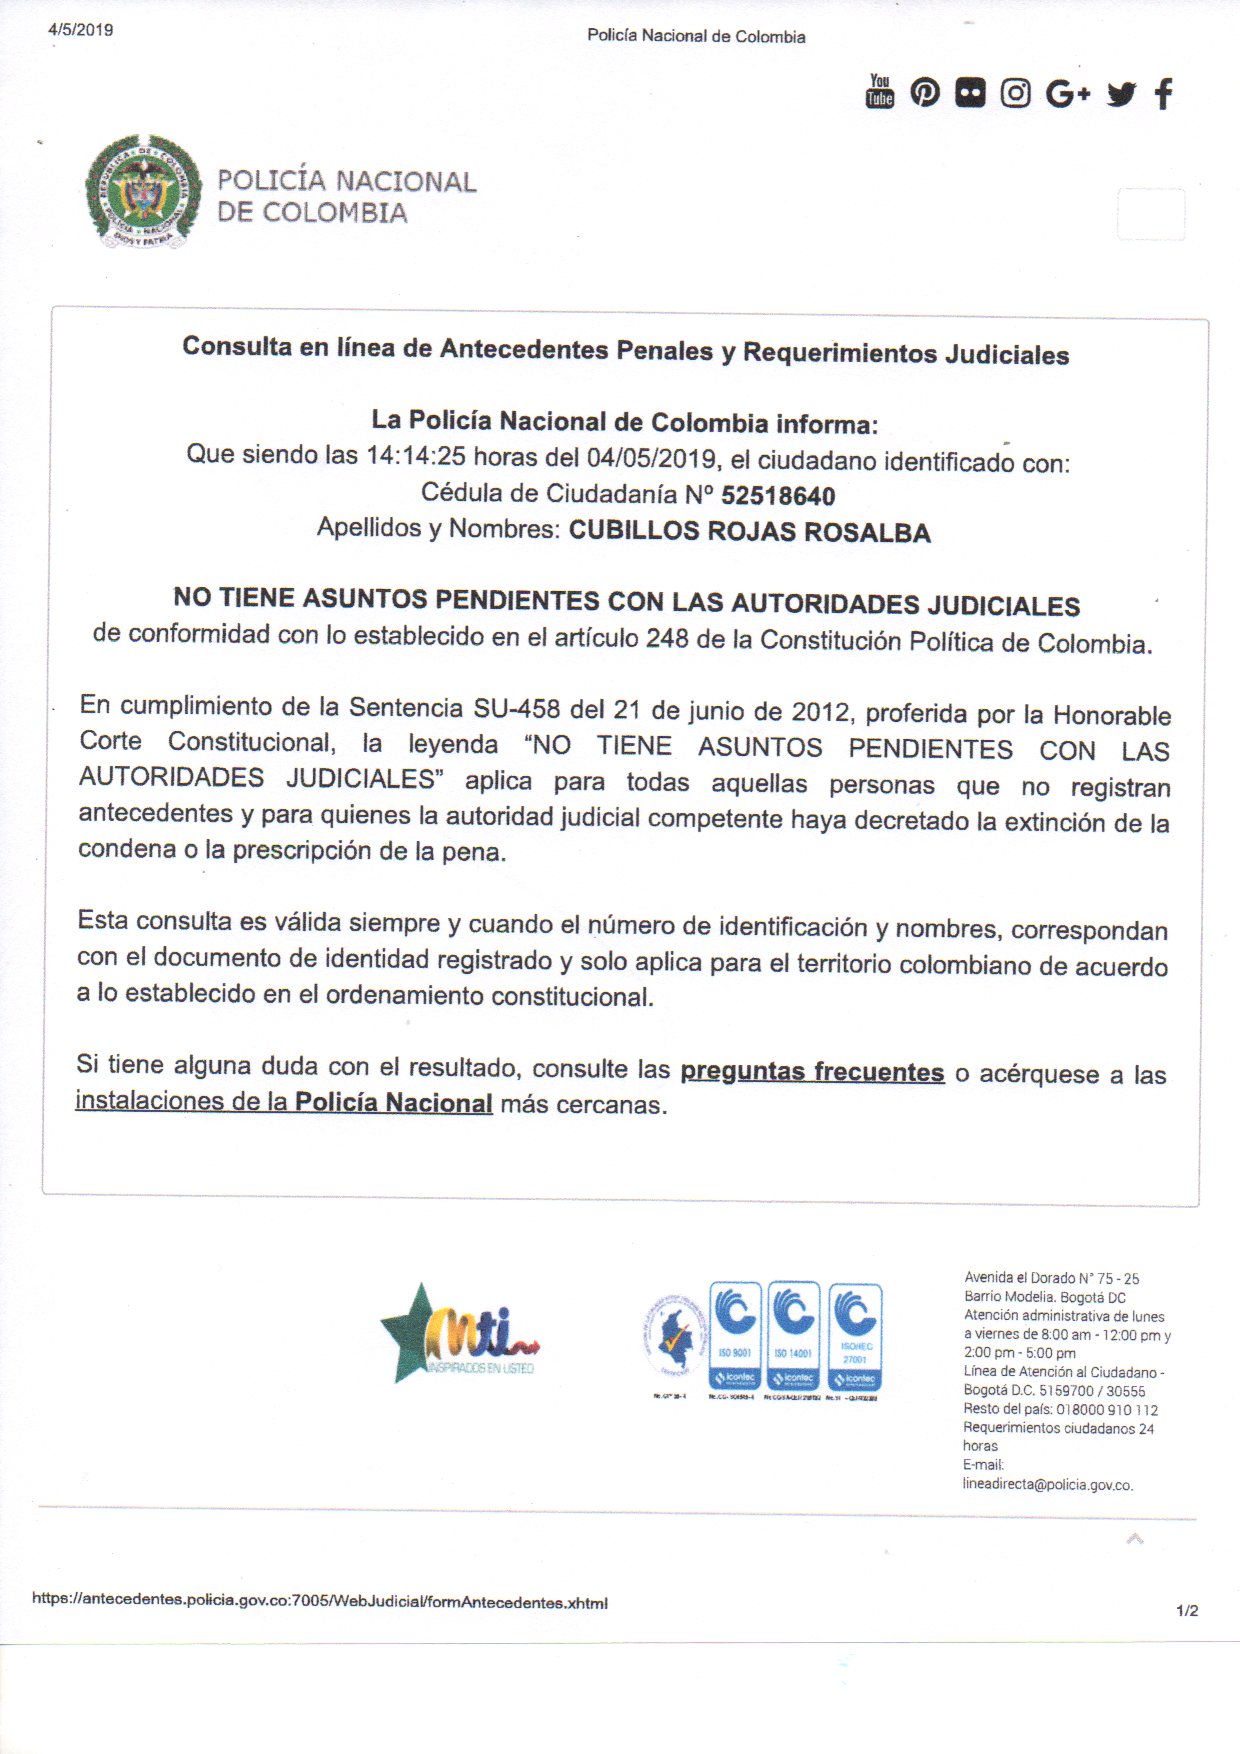 4/5/2019
Policía Nacional de Colombia
You
Tube
POLICÍA NACIONAL
DE COLOMBIA
REPÚBLICA DE COLOMBIA
POLICÍA NACIONAL
DIOS Y PATRIA
Consulta en línea de Antecedentes Penales y Requerimientos Judiciales
La Policía Nacional de Colombia informa:
Que siendo las 14:14:25 horas del 04/05/2019, el ciudadano identificado con:
Cédula de Ciudadanía Nº 52518640
Apellidos y Nombres: CUBILLOS ROJAS ROSALBA
NO TIENE ASUNTOS PENDIENTES CON LAS AUTORIDADES JUDICIALES
de conformidad con lo establecido en el artículo 248 de la Constitución Política de Colombia.
En cumplimiento de la Sentencia SU-458 del 21 de junio de 2012, proferida por la Honorable
Corte Constitucional, la leyenda “NO TIENE ASUNTOS PENDIENTES CON LAS
AUTORIDADES JUDICIALES” aplica para todas aquellas personas que no registran
antecedentes y para quienes la autoridad judicial competente haya decretado la extinción de la
condena o la prescripción de la pena.
Esta consulta es válida siempre y cuando el número de identificación y nombres, correspondan
con el documento de identidad registrado y solo aplica para el territorio colombiano de acuerdo
a lo establecido en el ordenamiento constitucional.
Si tiene alguna duda con el resultado, consulte las preguntas frecuentes o acérquese a las
instalaciones de la Policía Nacional más cercanas.
INSPIRADOS EN USTED
ISO 9001
icontec
ISO 14001
icontec
ISO/IEC
27001
icontec
Avenida el Dorado N° 75 - 25
Barrio Modelia. Bogotá DC
Atención administrativa de lunes
a viernes de 8:00 am - 12:00 pm y
2:00 pm - 5:00 pm
Línea de Atención al Ciudadano -
Bogotá D.C. 5159700 / 30555
Resto del país: 018000 910 112
Requerimientos ciudadanos 24
horas
E-mail:
lineadirecta@policia.gov.co.
https://antecedentes.policia.gov.co:7005/WebJudicial/formAntecedentes.xhtml
1/2